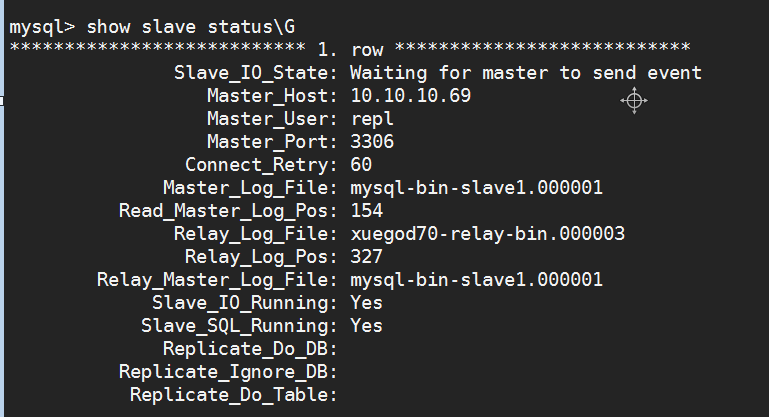 mysql> show slave status\G
*************************** 1. row ***************************
Slave_IO_State: Waiting for master to send event
Master_Host: 10.10.10.69
Master_User: repl
Master_Port: 3306
Connect_Retry: 60
Master_Log_File: mysql-bin-slave1.000001
Read_Master_Log_Pos: 154
Relay_Log_File: xuegod70-relay-bin.000003
Relay_Log_Pos: 327
Relay_Master_Log_File: mysql-bin-slave1.000001
Slave_IO_Running: Yes
Slave_SQL_Running: Yes
Replicate_Do_DB:
Replicate_Ignore_DB:
Replicate_Do_Table: